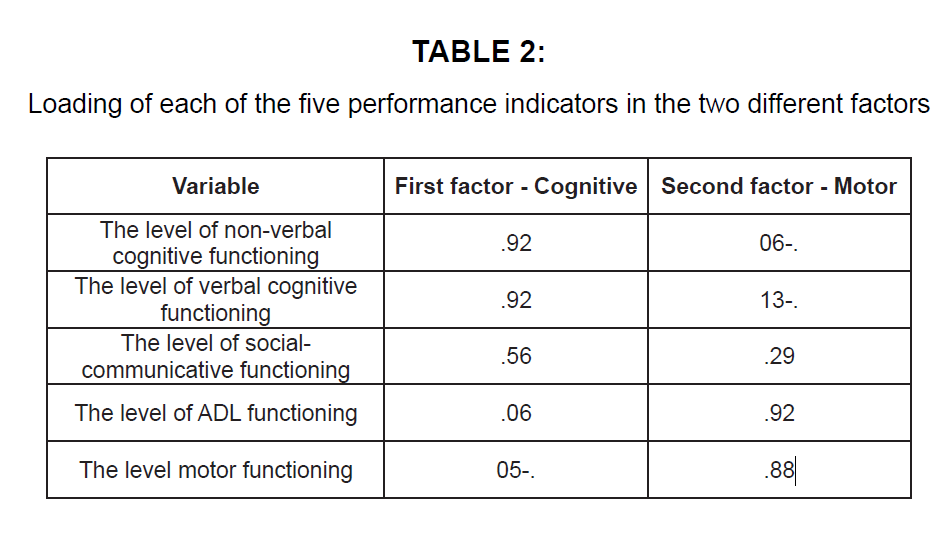 TABLE 2:
Loading of each of the five performance indicators in the two different factors
Variable First factor - Cognitive Second factor - Motor
The level of non-verbal
cognitive functioning
.92 06-.
The level of verbal cognitive
functioning
.92 13-.
The level of social-
communicative functioning
.56 .29
The level of ADL functioning .06 .92
The level motor functioning 05-. .88